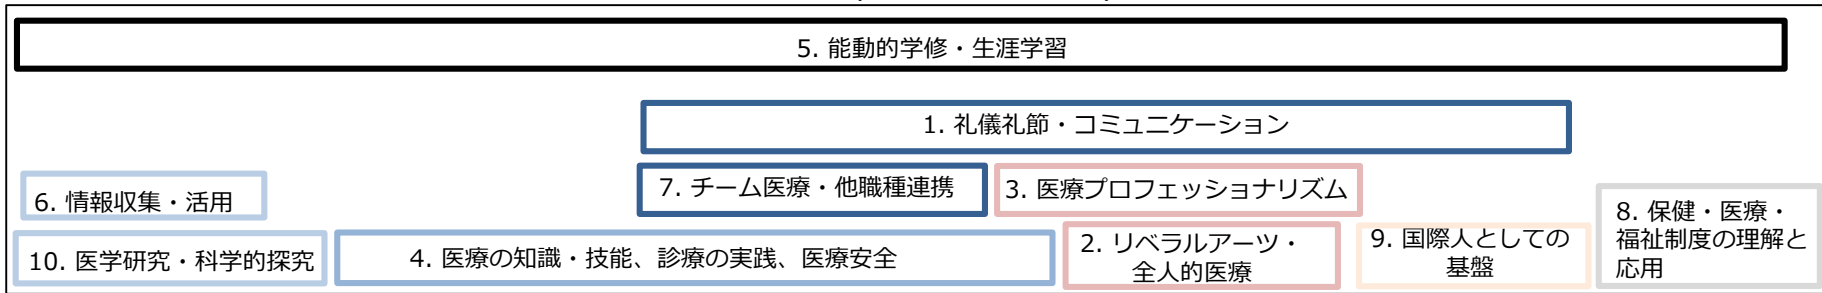 5. 能動的学修・生涯学習
1. 礼儀礼節・コミュニケーション
7. チーム医療・他職種連携
3. 医療プロフェッショナリズム
6. 情報収集・活用
8. 保健・医療・
福祉制度の理解と
応用
10. 医学研究・科学的探究
4. 医療の知識・技能、診療の実践、医療安全
2. リベラルアーツ・
全人的医療
9. 国際人としての
基盤